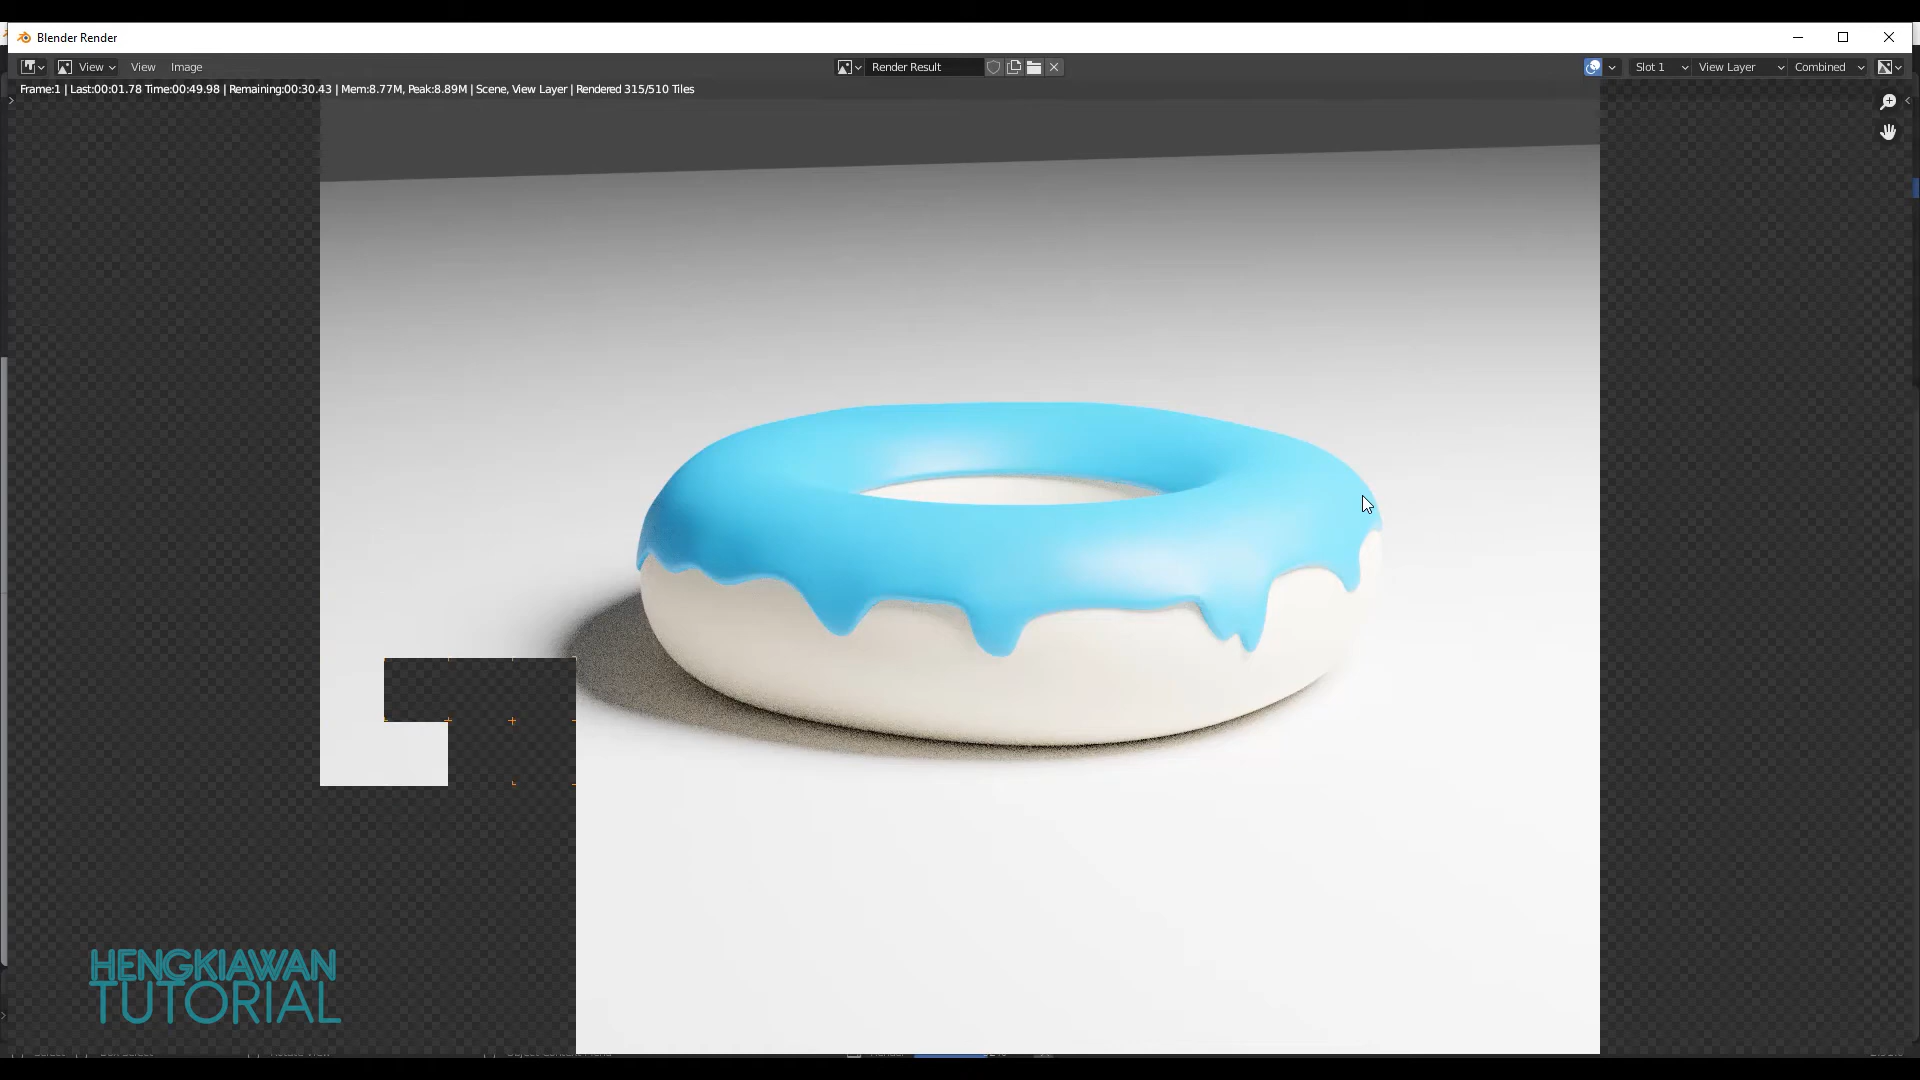 Blender Render
View View Image Render Result Slot 1 View Layer Combined
Frame:1 | Last:00:01.78 Time:00:49.98 | Remaining:00:30.43 | Mem:8.77M, Peak:8.89M | Scene, View Layer | Rendered 315/510 Tiles
HENGKIAWAN
TUTORIAL